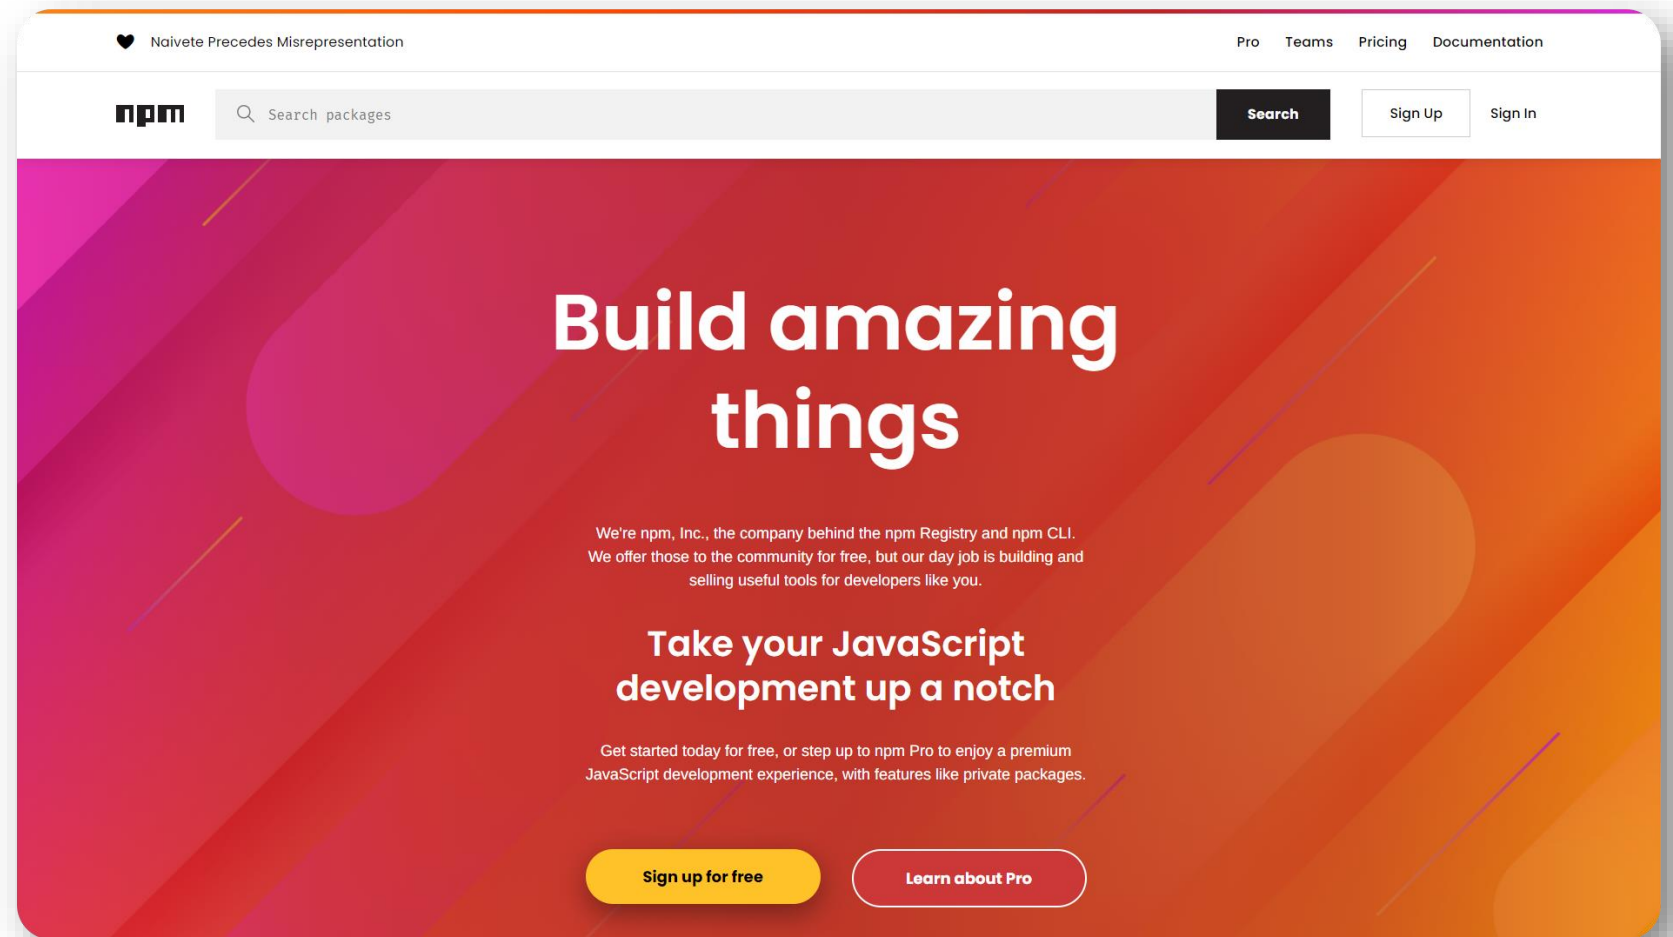 Naivete Precedes Misrepresentation
Pro Teams Pricing Documentation
npm
Search packages
Search
Sign Up
Sign In
Build amazing
things
We're npm, Inc., the company behind the npm Registry and npm CLI.
We offer those to the community for free, but our day job is building and
selling useful tools for developers like you.
Take your JavaScript
development up a notch
Get started today for free, or step up to npm Pro to enjoy a premium
JavaScript development experience, with features like private packages.
Sign up for free
Learn about Pro